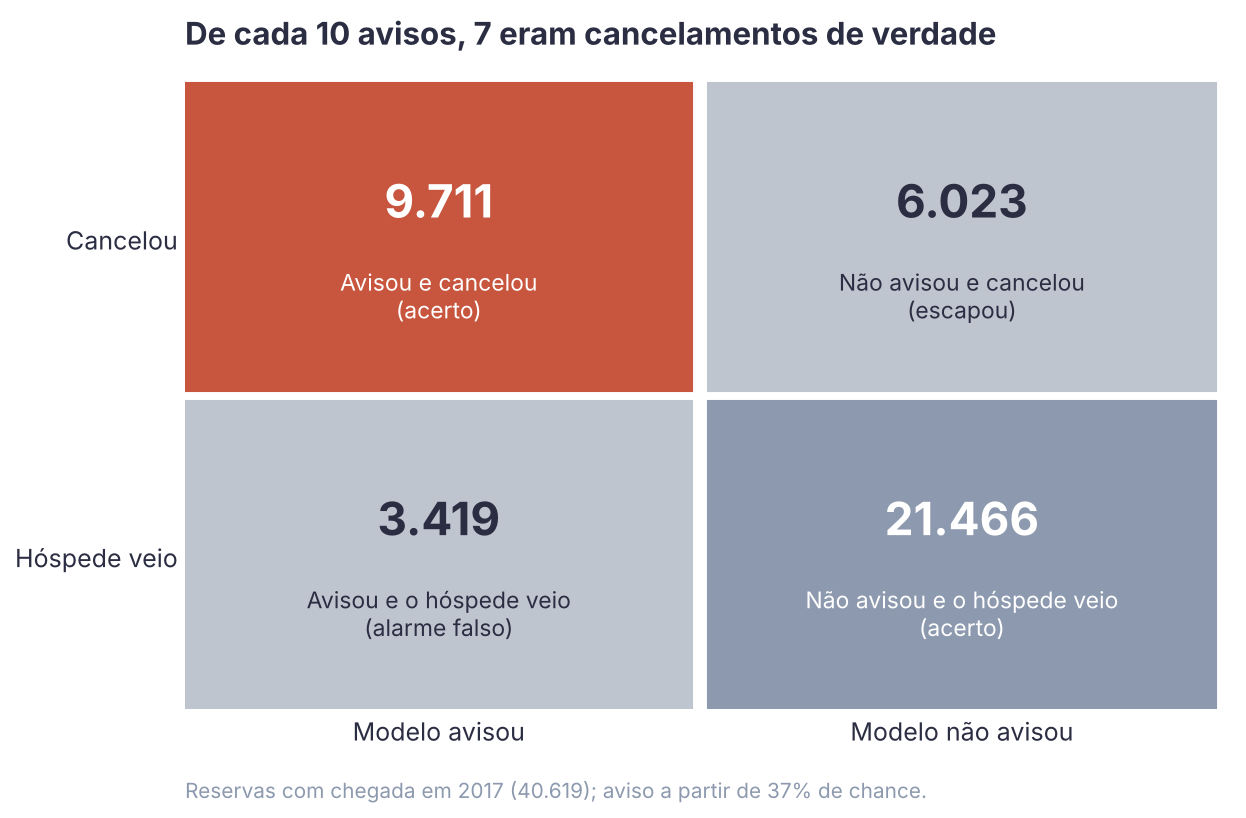 De cada 10 avisos, 7 eram cancelamentos de verdade
Cancelou
9.711
Avisou e cancelou
(acerto)
6.023
Não avisou e cancelou
(escapou)
Hóspede veio
3.419
Avisou e o hóspede veio
(alarme falso)
21.466
Não avisou e o hóspede veio
(acerto)
Modelo avisou
Modelo não avisou
Reservas com chegada em 2017 (40.619); aviso a partir de 37% de chance.